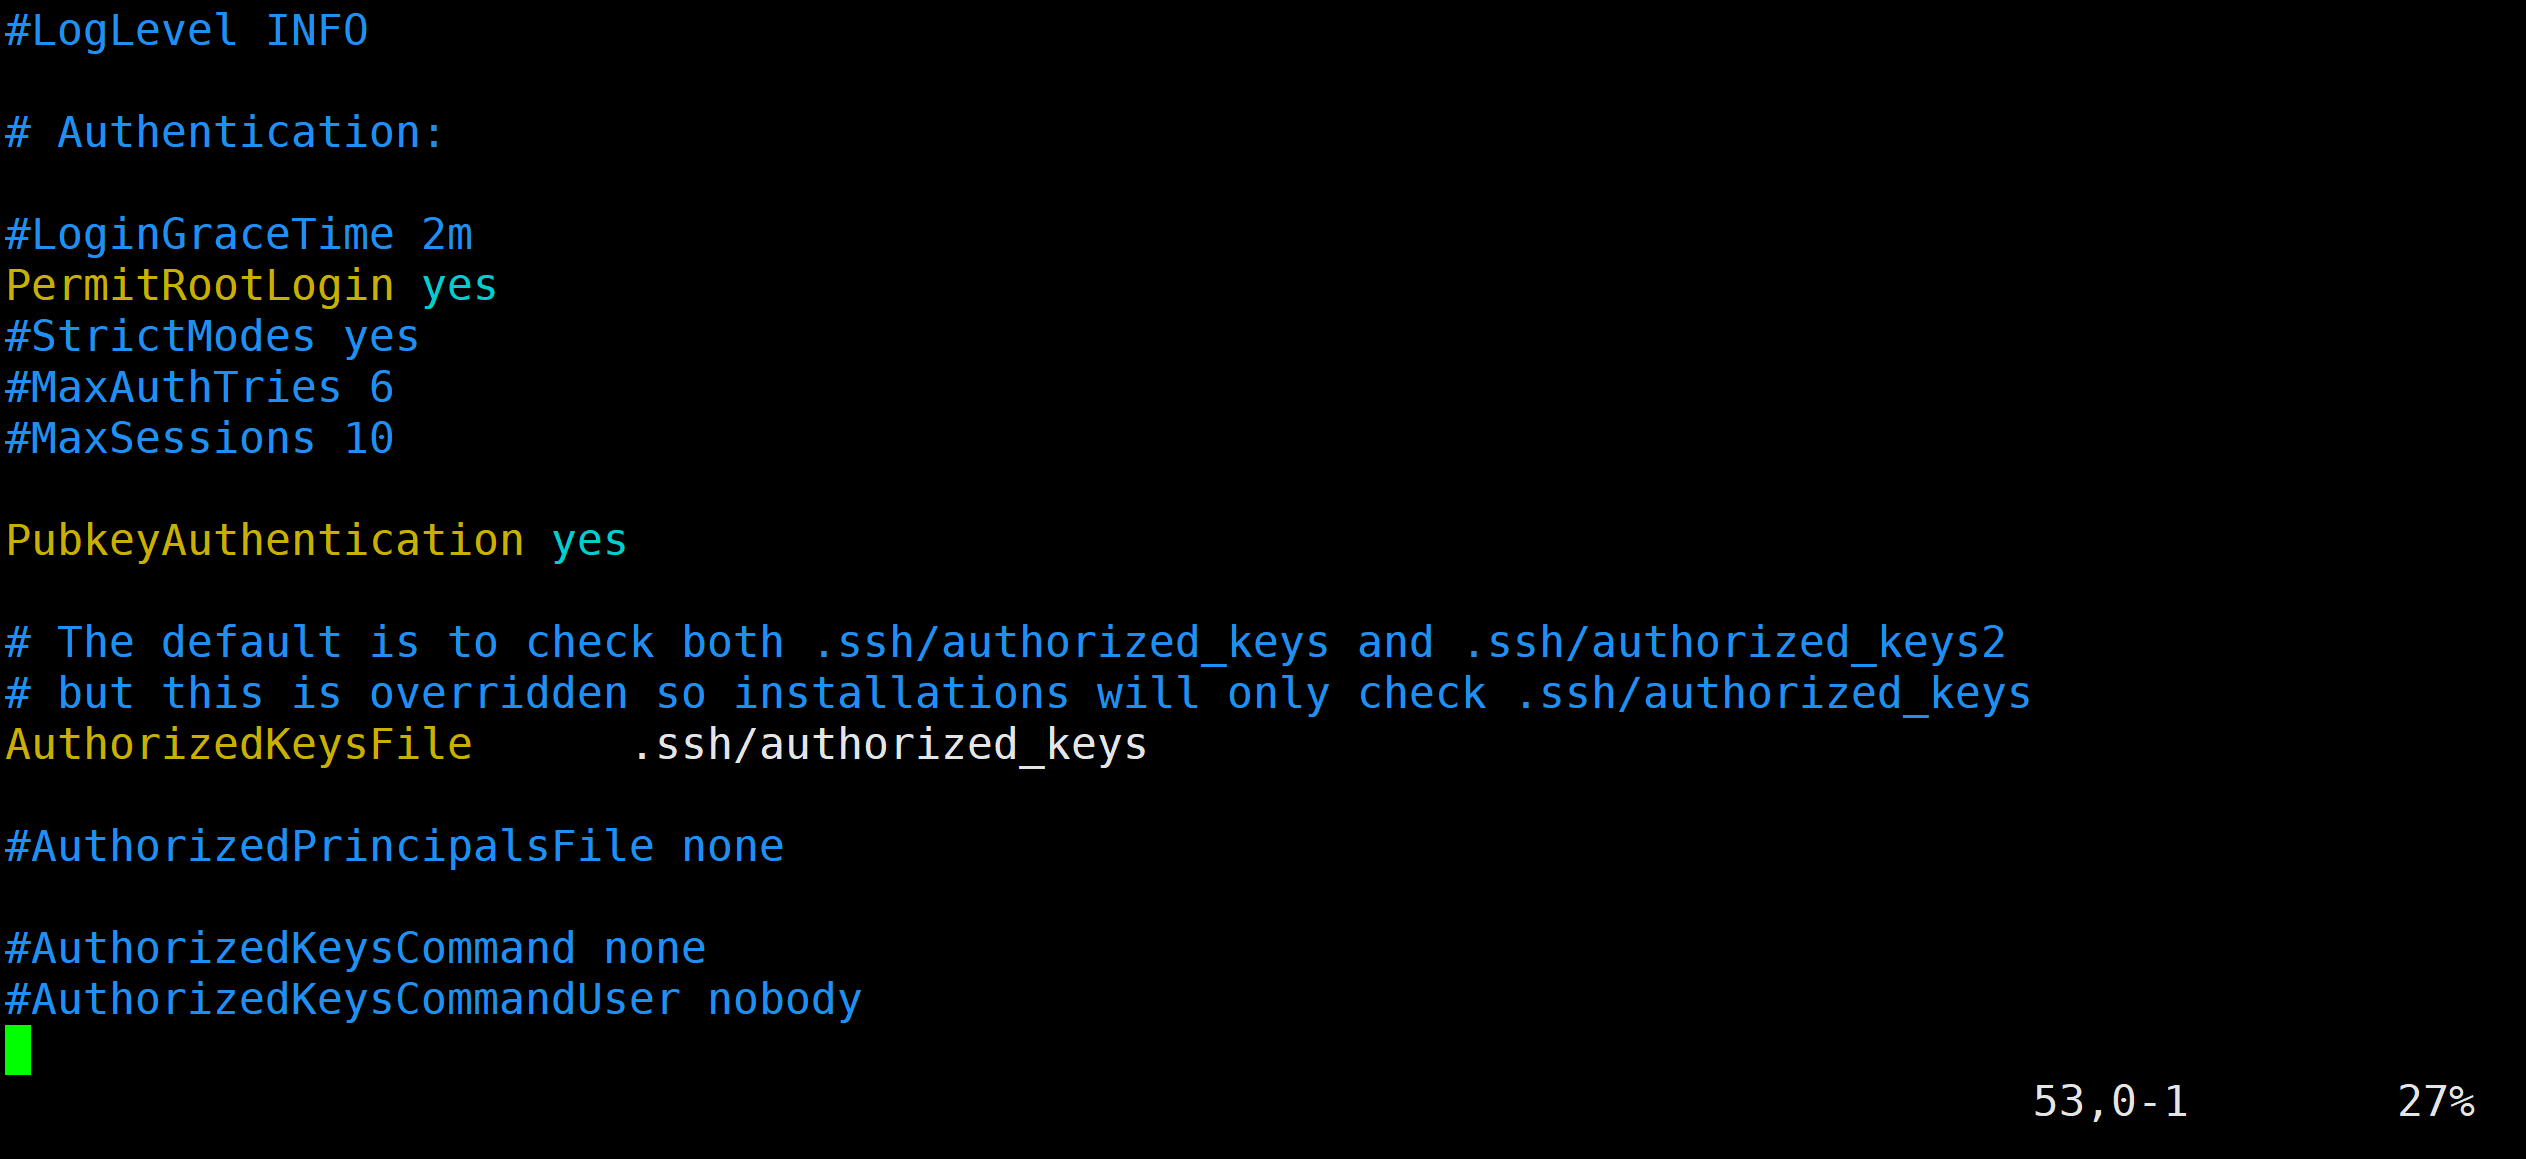 #LogLevel INFO
# Authentication:
#LoginGraceTime 2m
PermitRootLogin yes
#StrictModes yes
#MaxAuthTries 6
#MaxSessions 10
PubkeyAuthentication yes
# The default is to check both .ssh/authorized_keys and .ssh/authorized_keys2
# but this is overridden so installations will only check .ssh/authorized_keys
AuthorizedKeysFile      .ssh/authorized_keys
#AuthorizedPrincipalsFile none
#AuthorizedKeysCommand none
#AuthorizedKeysCommandUser nobody
53,0-1        27%